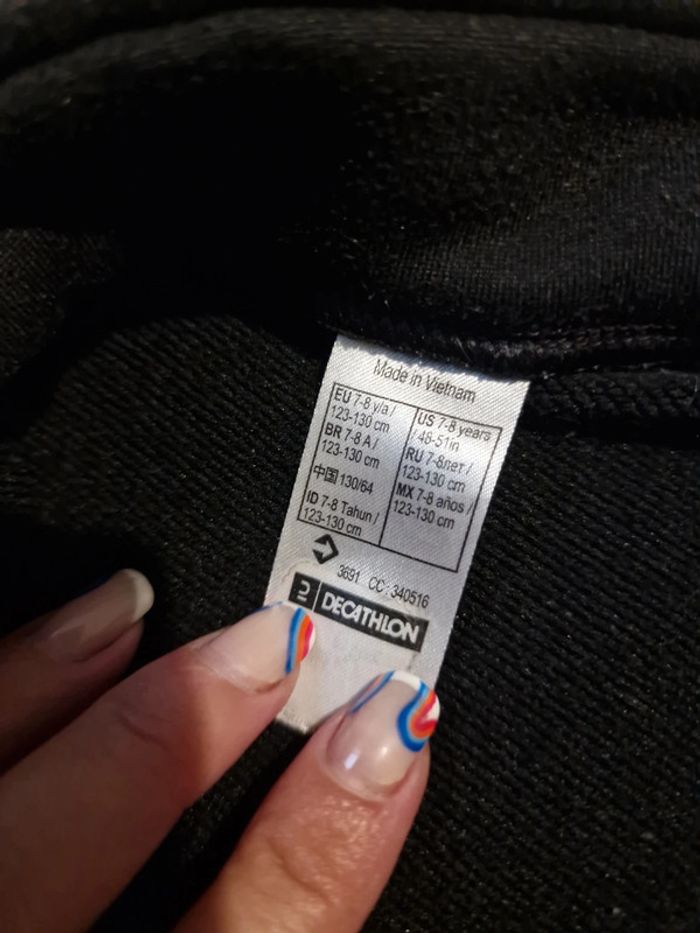 Made in Vietnam
EU 7-8 y/a /
123-130 cm
BR 7-8 A /
123-130 cm
中国 130/64
ID 7-8 Tahun /
123-130 cm
US 7-8 years
/ 48-51in
RU 7-8лет /
123-130 cm
MX 7-8 años /
123-130 cm
3691 CC: 340516
DECATHLON